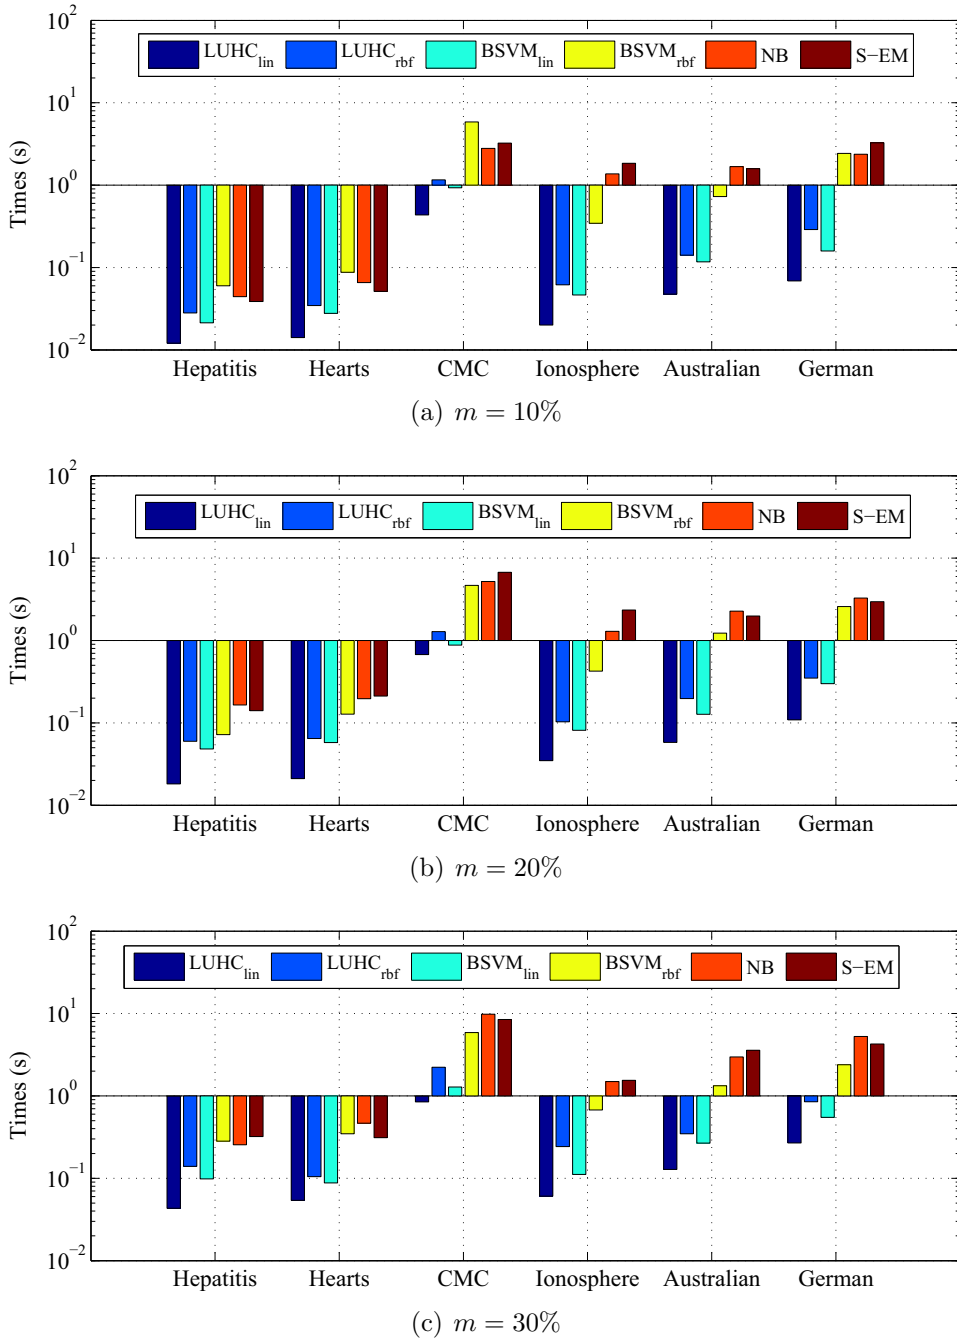 10^2
LUHC_lin LUHC_rbf BSVM_lin BSVM_rbf NB S−EM
10^1
10^0
10^−1
10^−2
Times (s)
Hepatitis Hearts CMC Ionosphere Australian German
(a) m = 10%
10^2
LUHC_lin LUHC_rbf BSVM_lin BSVM_rbf NB S−EM
10^1
10^0
10^−1
10^−2
Times (s)
Hepatitis Hearts CMC Ionosphere Australian German
(b) m = 20%
10^2
LUHC_lin LUHC_rbf BSVM_lin BSVM_rbf NB S−EM
10^1
10^0
10^−1
10^−2
Times (s)
Hepatitis Hearts CMC Ionosphere Australian German
(c) m = 30%